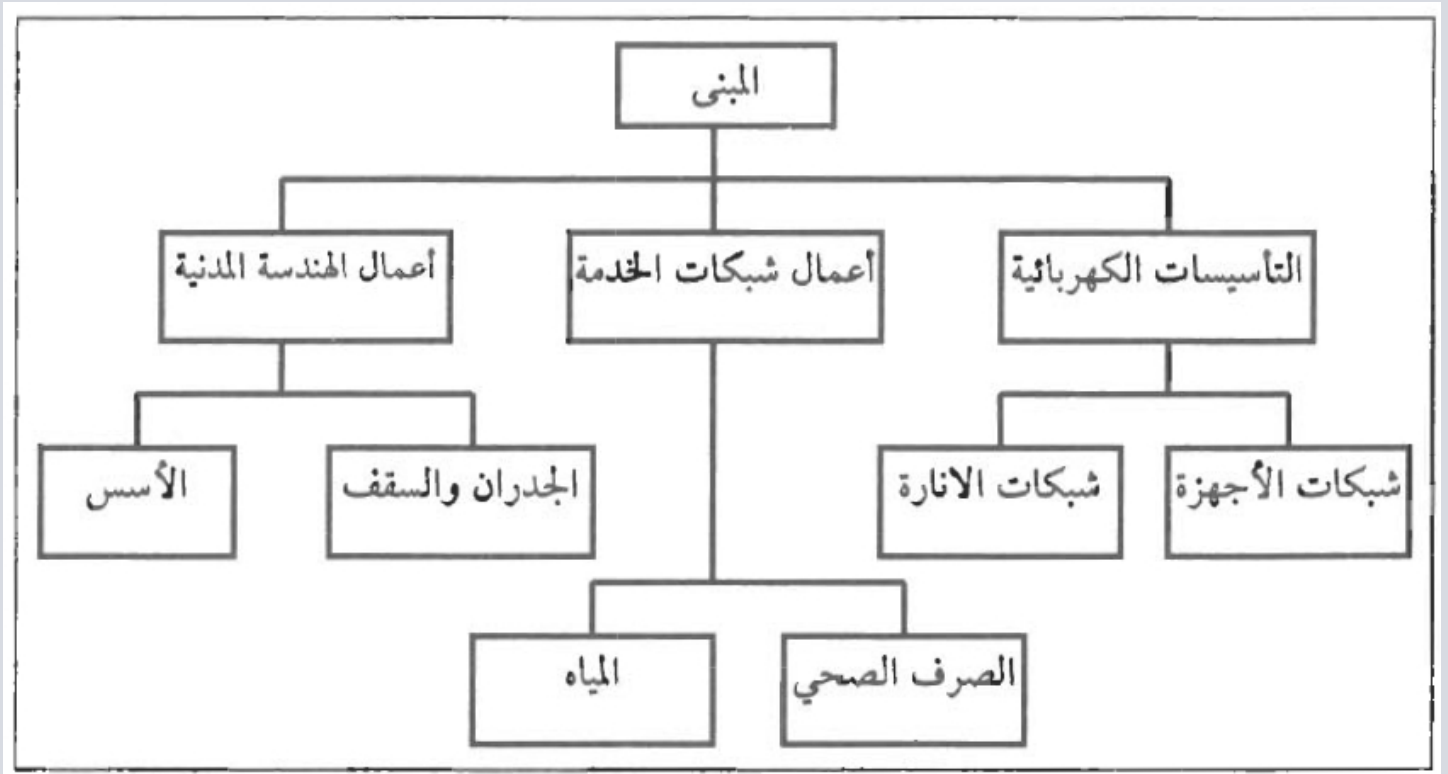 المبنى
التأسيسات الكهربائية
أعمال شبكات الخدمة
أعمال الهندسة المدنية
شبكات الأجهزة
شبكات الانارة
الجدران والسقف
الأسس
الصرف الصحي
المياه